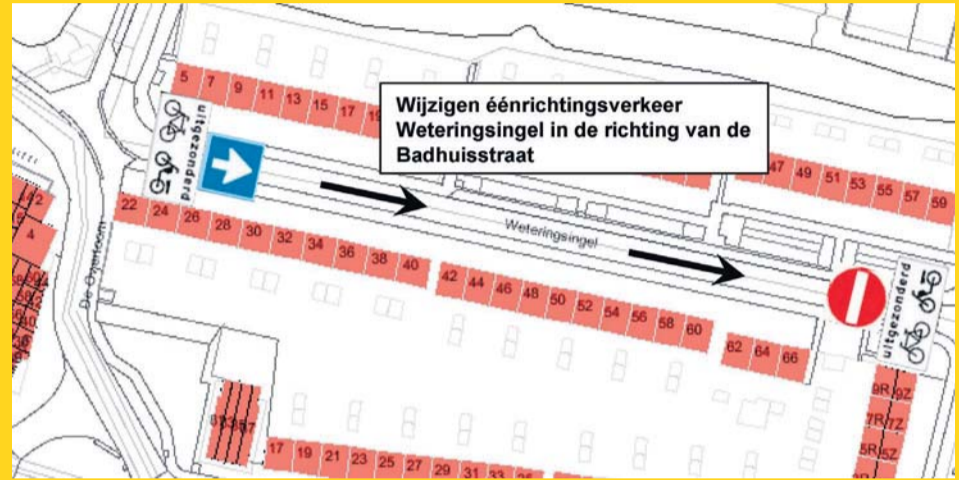 5 7 9 11 13 15 17
Wijzigen éénrichtingsverkeer
Weteringsingel in de richting van de
Badhuisstraat
47 49 51 53 55 57 59
uitgezonderd
22 24 26 28 30 32 34 36 38 40 42 44 46 48 50 52 54 56 58 60 62 64 66
Weteringsingel
De Overtoom
4
uitgezonderd
9R 9Z
7R 7Z
5R 5Z
17 19 21 23 25 27 29 31 33